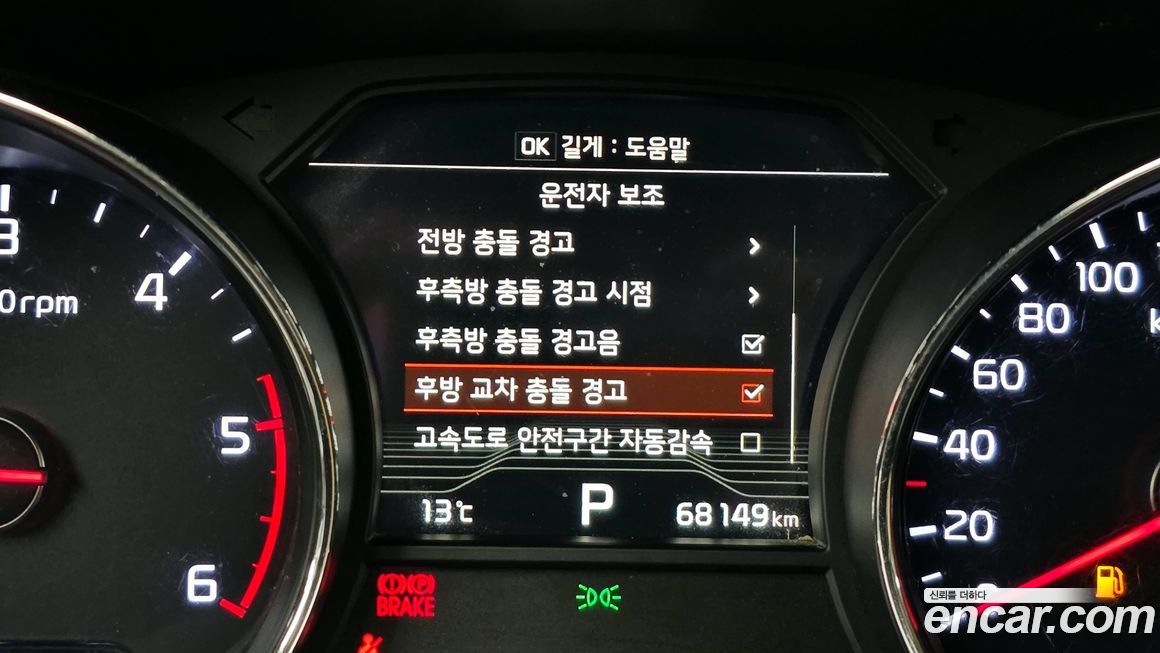 OK 길게 : 도움말
운전자 보조
전방 충돌 경고
후측방 충돌 경고 시점
후측방 충돌 경고음
후방 교차 충돌 경고
고속도로 안전구간 자동감속
13℃ P 68149km
3
4
5
6
0rpm
100
80
60
40
20
0
BRAKE
신뢰를 더하다
encar.com